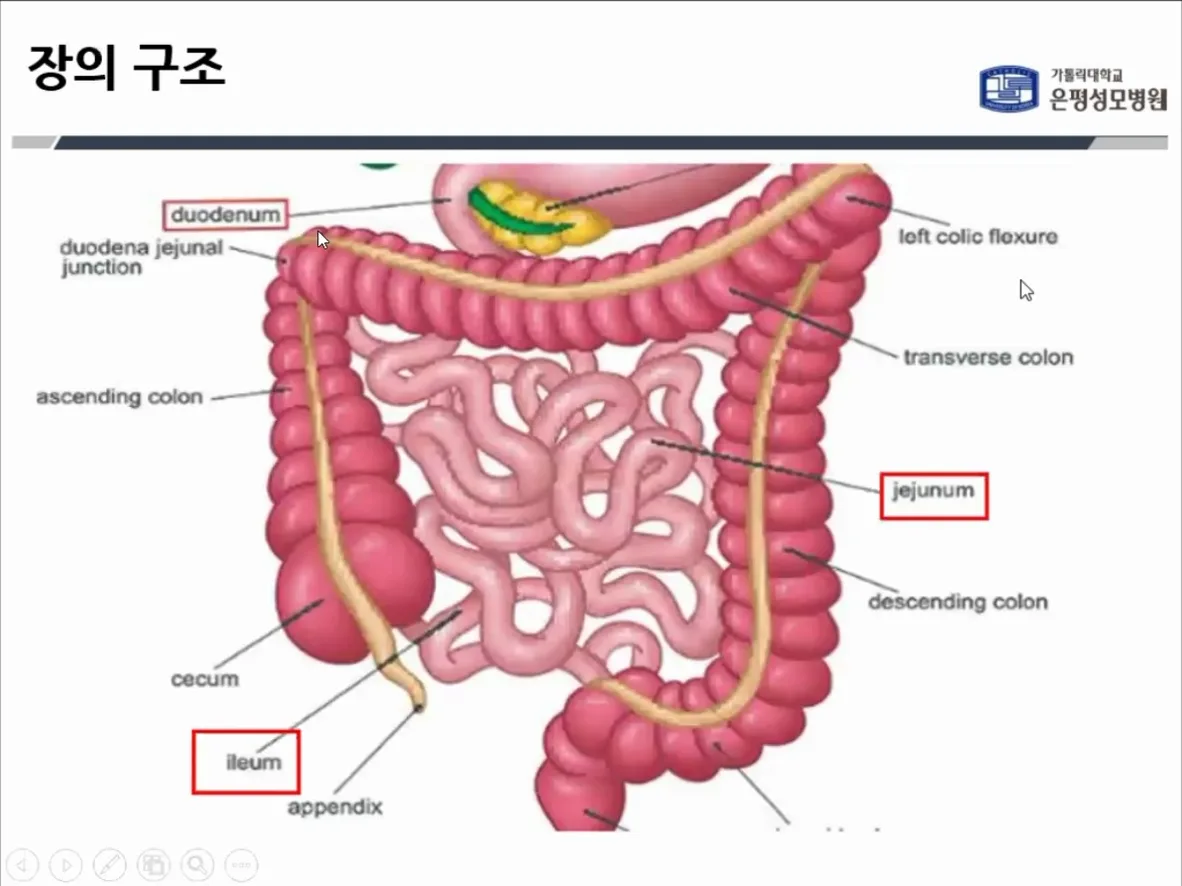 장의 구조
가톨릭대학교
은평성모병원
duodenum
duodena jejunal
junction
left colic flexure
transverse colon
ascending colon
jejunum
descending colon
cecum
ileum
appendix